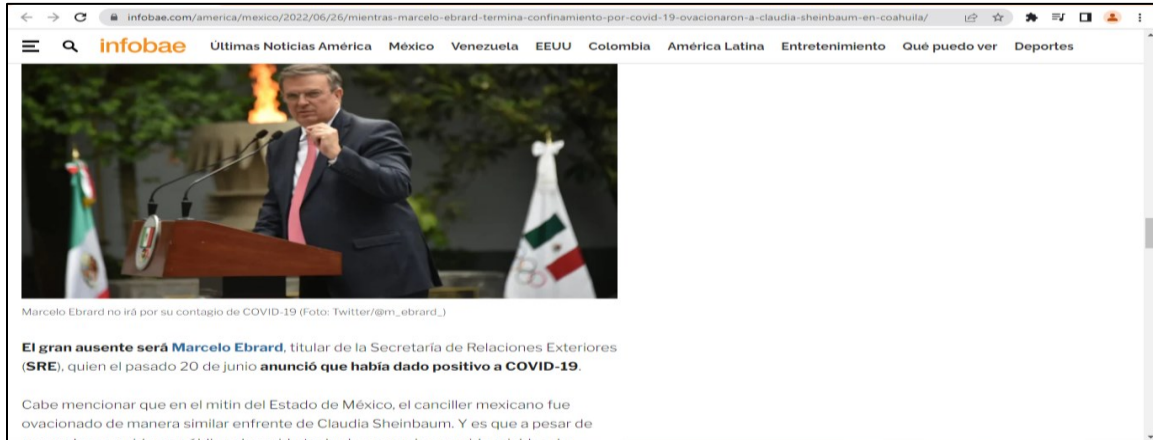 infobae.com/america/mexico/2022/06/26/mientras-marcelo-ebrard-termina-confinamiento-por-covid-19-ovacionaron-a-claudia-sheinbaum-en-coahuila/
infobae Últimas Noticias América México Venezuela EEUU Colombia América Latina Entretenimiento Qué puedo ver Deportes
Marcelo Ebrard no irá por su contagio de COVID-19 (Foto: Twitter/@m_ebrard_)
El gran ausente será Marcelo Ebrard, titular de la Secretaría de Relaciones Exteriores
(SRE), quien el pasado 20 de junio anunció que había dado positivo a COVID-19.
Cabe mencionar que en el mitin del Estado de México, el canciller mexicano fue
ovacionado de manera similar enfrente de Claudia Sheinbaum. Y es que a pesar de